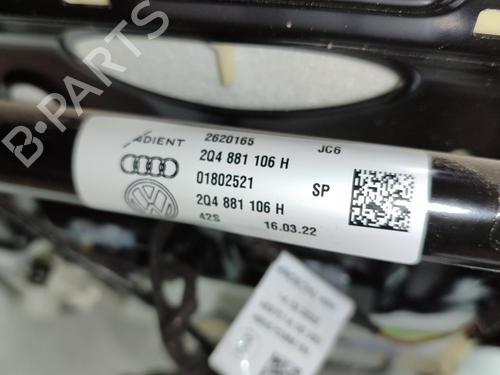 B-PARTS
ADIENT 2620165 JC6
2Q4 881 106 H
01802521 SP
2Q4 881 106 H
42S 16.03.22